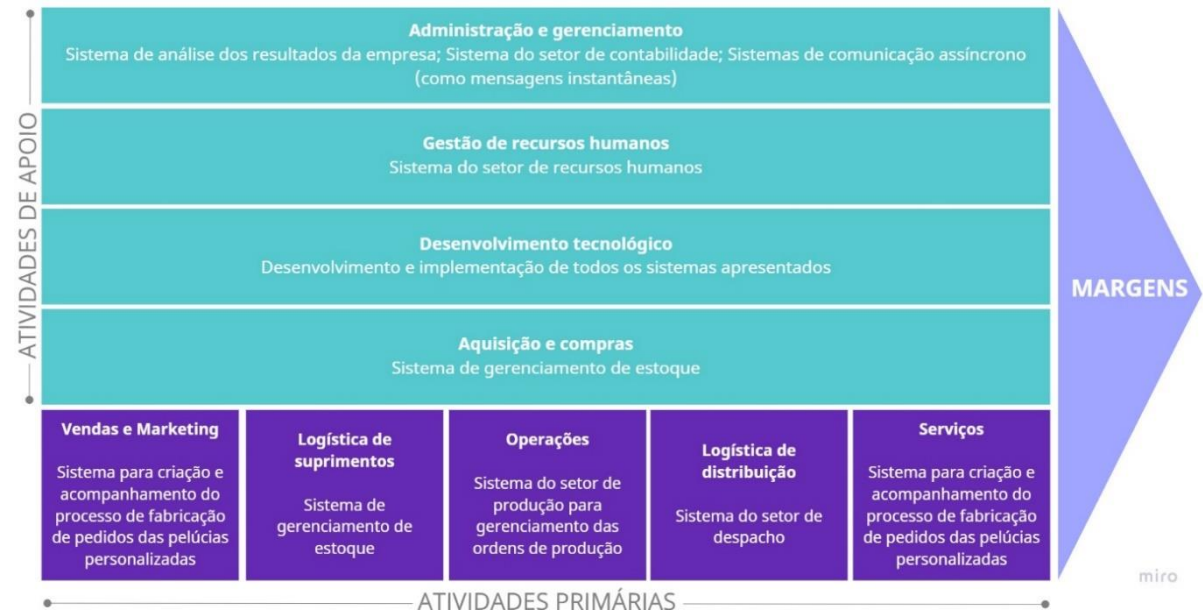 ATIVIDADES DE APOIO
Administração e gerenciamento
Sistema de análise dos resultados da empresa; Sistema do setor de contabilidade; Sistemas de comunicação assíncrono
(como mensagens instantâneas)
Gestão de recursos humanos
Sistema do setor de recursos humanos
Desenvolvimento tecnológico
Desenvolvimento e implementação de todos os sistemas apresentados
Aquisição e compras
Sistema de gerenciamento de estoque
MARGENS
Vendas e Marketing
Sistema para criação e
acompanhamento do
processo de fabricação
de pedidos das pelúcias
personalizadas
Logística de
suprimentos
Sistema de
gerenciamento de
estoque
Operações
Sistema do setor de
produção para
gerenciamento das
ordens de produção
Logística de
distribuição
Sistema do setor de
despacho
Serviços
Sistema para criação e
acompanhamento do
processo de fabricação
de pedidos das pelúcias
personalizadas
ATIVIDADES PRIMÁRIAS
miro